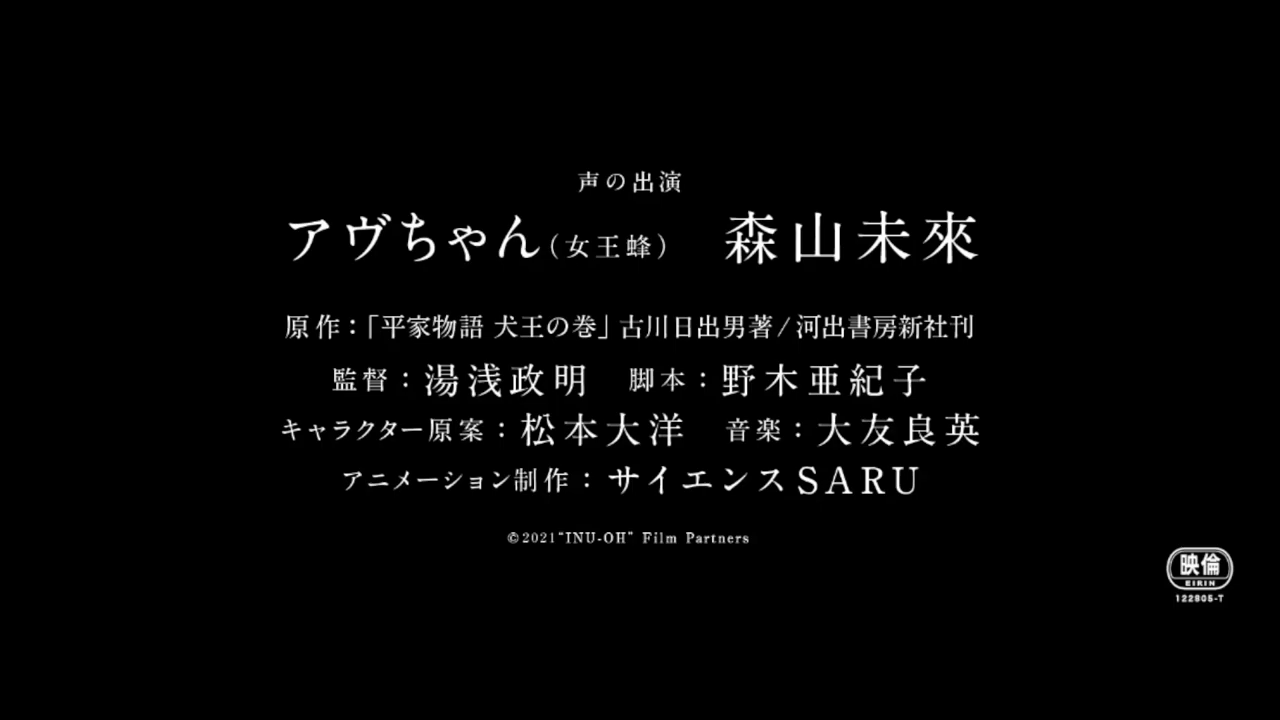 声の出演
アヴちゃん(女王蜂) 森山未來
原作:「平家物語 犬王の巻」古川日出男著/河出書房新社刊
監督:湯浅政明 脚本:野木亜紀子
キャラクター原案:松本大洋 音楽:大友良英
アニメーション制作:サイエンスSARU
©2021“INU-OH” Film Partners
映倫
EIRIN
122805-T